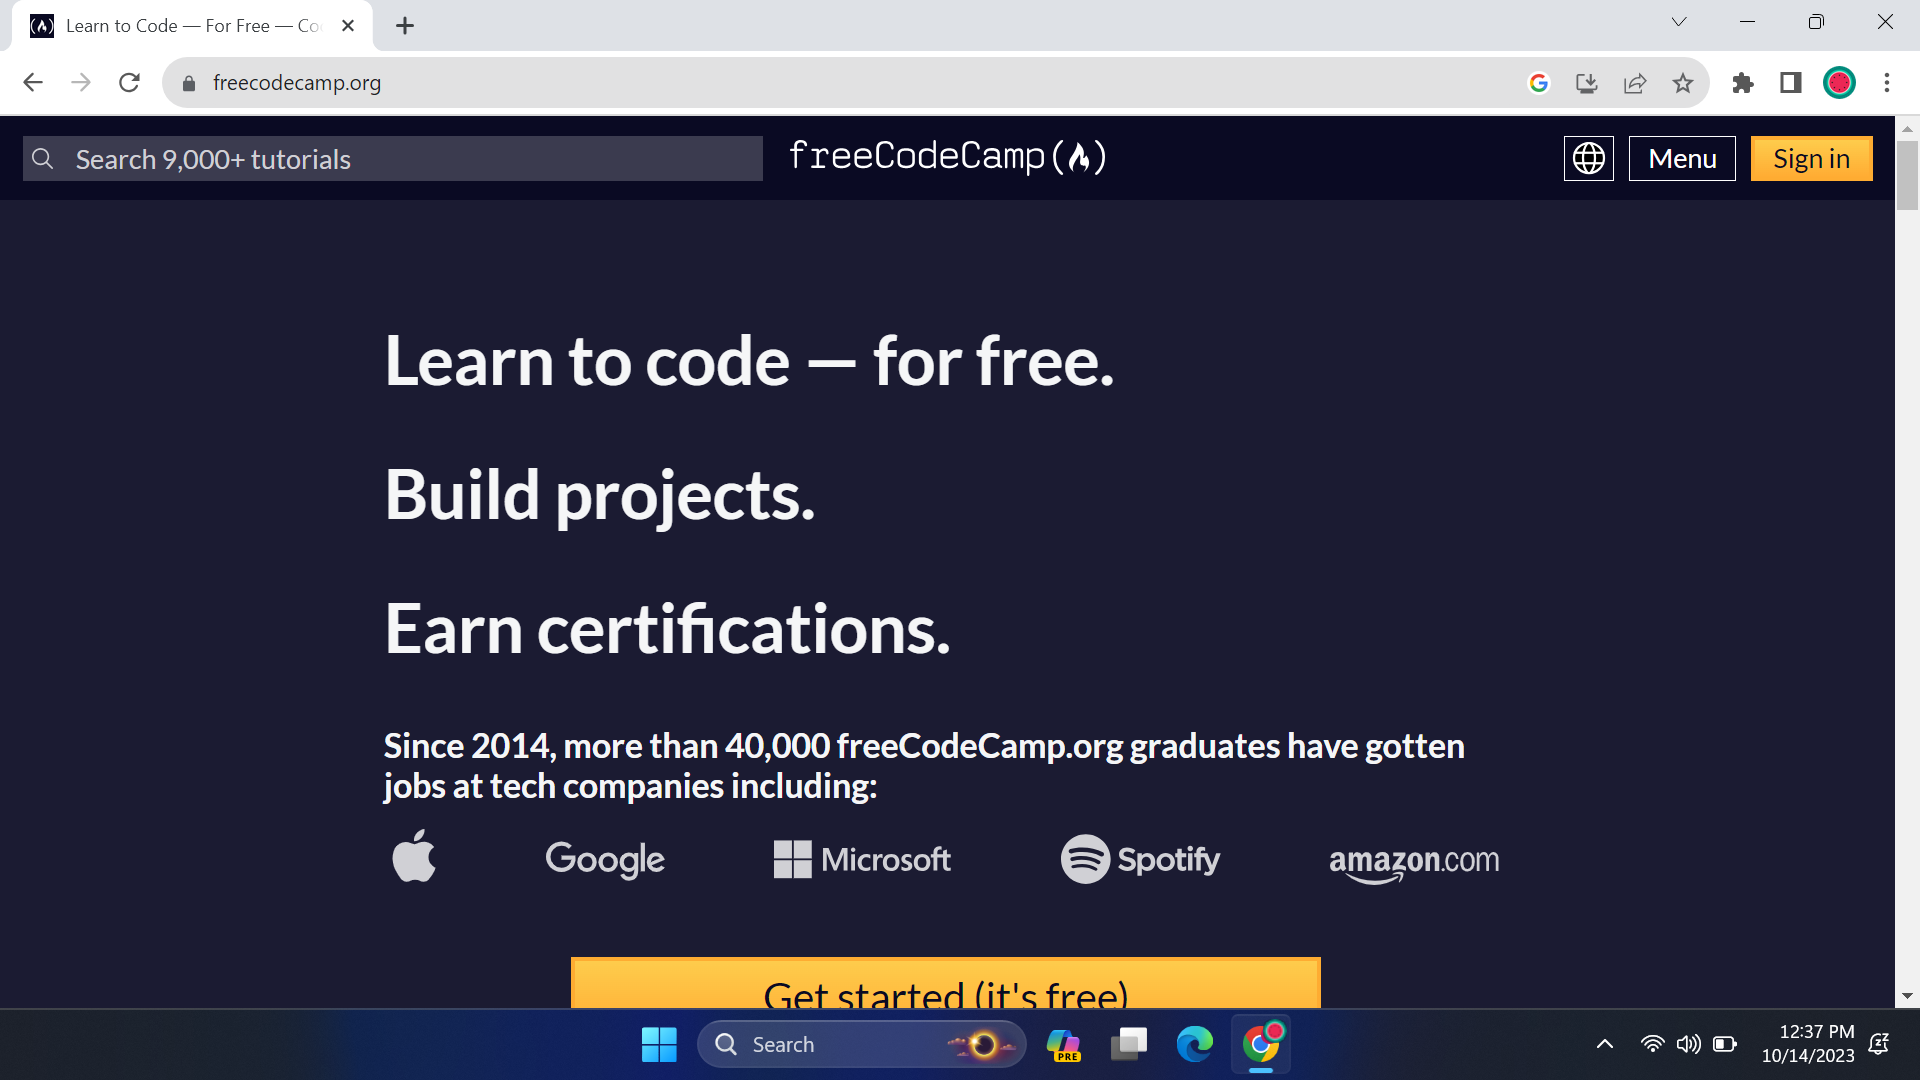 Learn to Code — For Free — Co
freecodecamp.org
Search 9,000+ tutorials
freeCodeCamp
Menu
Sign in
Learn to code — for free.
Build projects.
Earn certifications.
Since 2014, more than 40,000 freeCodeCamp.org graduates have gotten
jobs at tech companies including:
Google
Microsoft
Spotify
amazon.com
Get started (it's free)
Search
PRE
12:37 PM
10/14/2023